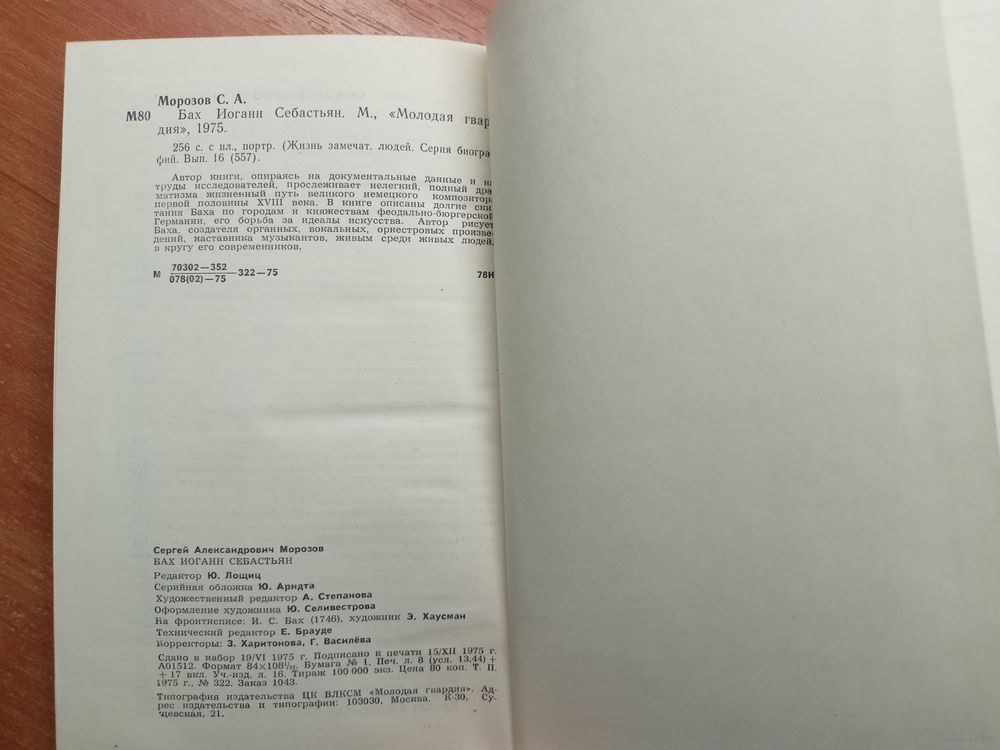 Морозов С. А.
М80 Бах Иоганн Себастьян. М., «Молодая гвар
дия», 1975.
256 с. с ил., портр. (Жизнь замечат. людей. Серия биогра
фий. Вып. 16 (557).
Автор книги, опираясь на документальные данные и н
труды исследователей, прослеживает нелегкий, полный дра
матизма жизненный путь великого немецкого композитор
первой половины XVIII века. В книге описаны долгие ски
тания Баха по городам и княжествам феодально-бюргерской
Германии, его борьба за идеалы искусства. Автор рисует
Баха, создателя органных, вокальных, оркестровых произве-
дений, наставника музыкантов, живым среди живых людей,
в кругу его современников.
М 70302—352
078(02)—75 322—75 78И
Сергей Александрович Морозов
БАХ ИОГАНН СЕБАСТЬЯН
Редактор Ю. Лощиц
Серийная обложка Ю. Арндта
Художественный редактор А. Степанова
Оформление художника Ю. Селивестрова
На фронтисписе: И. С. Бах (1746), художник Э. Хаусман
Технический редактор Е. Брауде
Корректоры: З. Харитонова, Г. Василёва
Сдано в набор 19/VI 1975 г. Подписано к печати 15/XII 1975 г.
А01512. Формат 84×108¹/₃₂. Бумага № 1. Печ. л. 8 (усл. 13,44) +
+ 17 вкл. Уч.-изд. л. 16. Тираж 100 000 экз. Цена 80 коп. Т. П.
1975 г., № 322. Заказ 1043.
Типография издательства ЦК ВЛКСМ «Молодая гвардия». Ад-
рес издательства и типографии: 103030, Москва. К-30. Су-
щевская, 21.